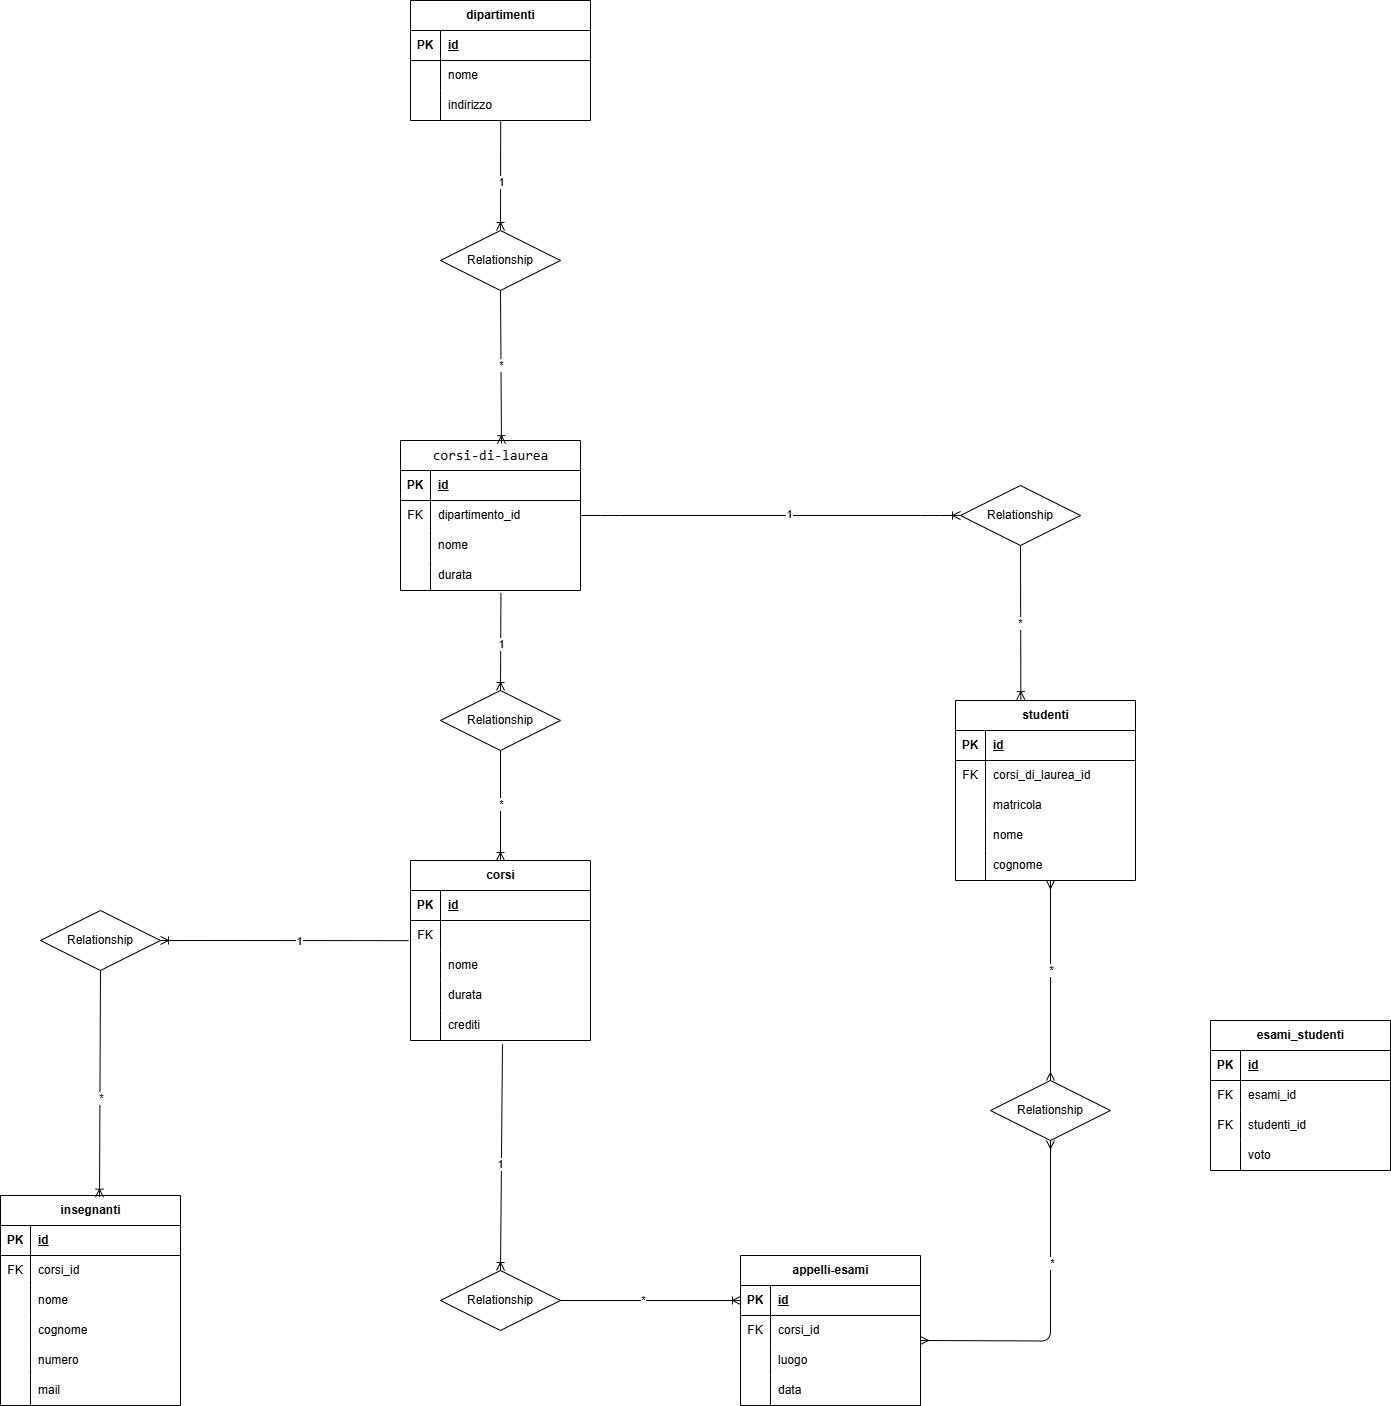 dipartimenti
PK id
nome
indirizzo
1
Relationship
*
corsi-di-laurea
PK id
FK dipartimento_id
nome
durata
1
Relationship
*
studenti
PK id
FK corsi_di_laurea_id
matricola
nome
cognome
1
Relationship
*
corsi
PK id
FK
nome
durata
crediti
1
Relationship
*
insegnanti
PK id
FK corsi_id
nome
cognome
numero
mail
1
Relationship
*
appelli-esami
PK id
FK corsi_id
luogo
data
*
Relationship
*
esami_studenti
PK id
FK esami_id
FK studenti_id
voto